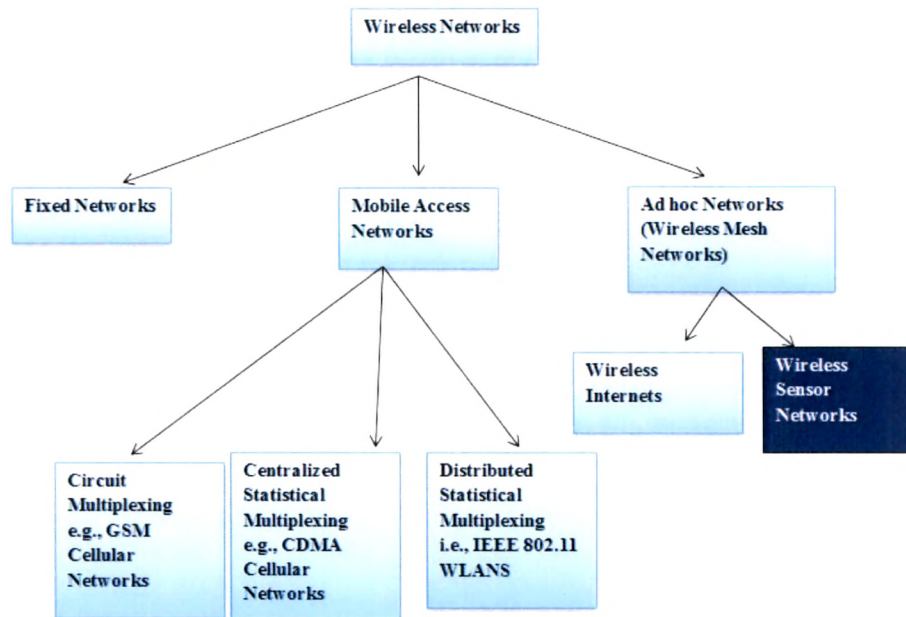 Wireless Networks
Fixed Networks
Mobile Access
Networks
Ad hoc Networks
(Wireless Mesh
Networks)
Wireless
Internets
Wireless
Sensor
Networks
Circuit
Multiplexing
e.g., GSM
Cellular
Networks
Centralized
Statistical
Multiplexing
e.g., CDMA
Cellular
Networks
Distributed
Statistical
Multiplexing
i.e., IEEE 802.11
WLANS